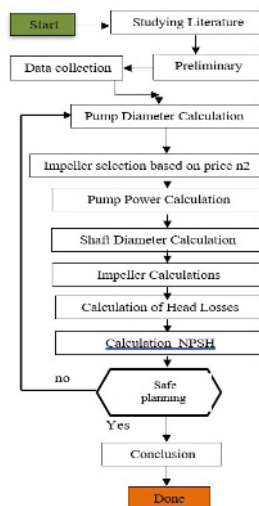 Start
Studying Literature
Preliminary
Data collection
Pump Diameter Calculation
Impeller selection based on price n2
Pump Power Calculation
Shaft Diameter Calculation
Impeller Calculations
Calculation of Head Losses
Calculation NPSH
no
Safe
planning
Yes
Conclusion
Done